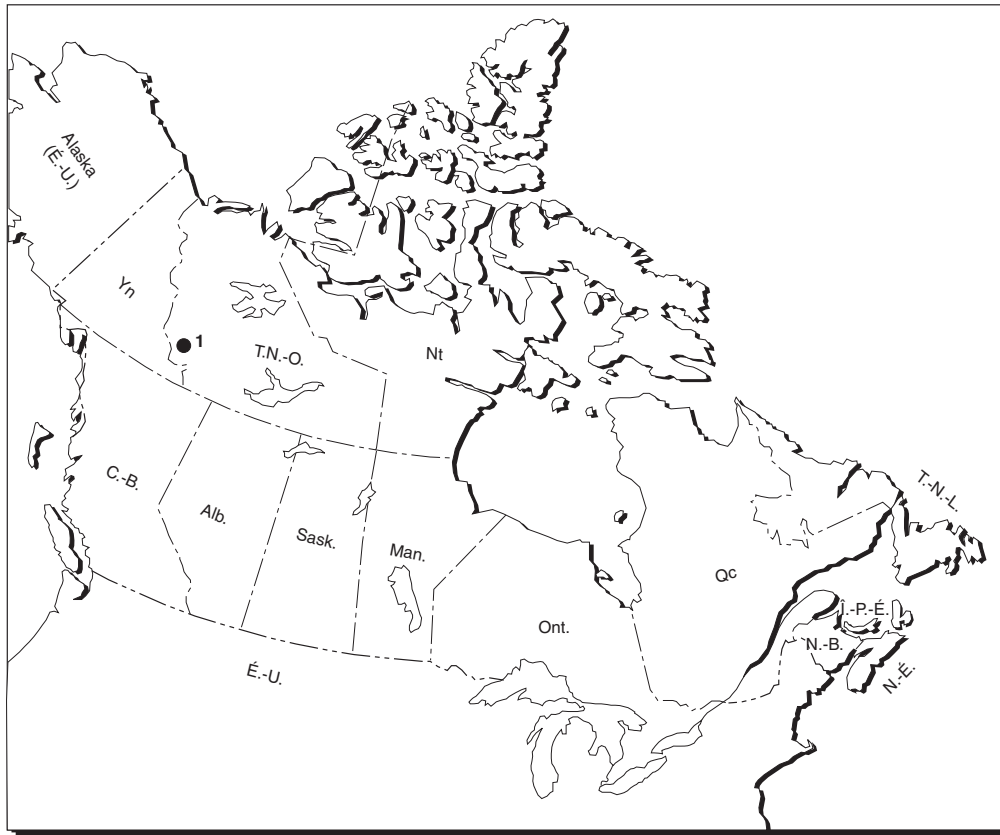 Alaska
(É.-U.)
Yn
1
T.N.-O.
Nt
C.-B.
Alb.
Sask.
Man.
T.-N.-L.
Qc
Î.-P.-É.
Ont.
N.-B.
É.-U.
N.-É.